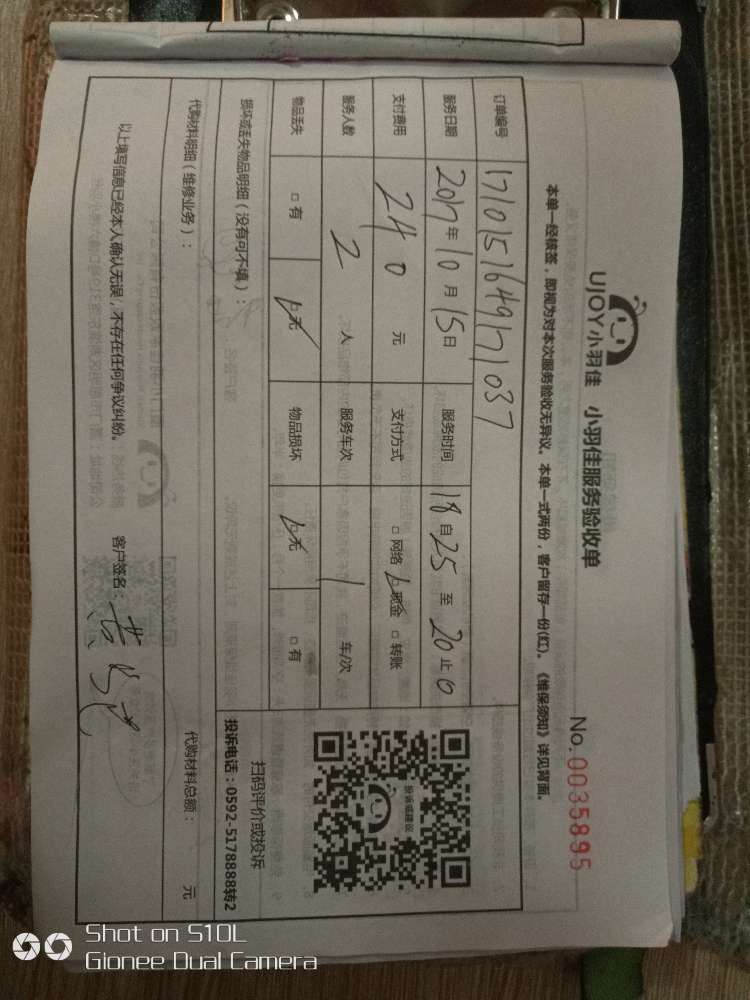 UJOY小羽佳 小羽佳服务验收单
No.0035895
本单一经核签，即视为对本次服务验收无异议。本单一式两份，客户留存一份(红)。《维保须知》详见背面。
订单编号 1710151649171037
服务日期 2017年10月15日 服务时间 18自25至20止0
支付费用 240元 支付方式 □网络 □现金 □转账
服务人数 2人 服务车次 1车/次
物品丢失 □有 □无 物品损坏 □无 □有
损坏或丢失物品明细（没有可不填）：
投诉或建议
扫码评价或投诉
投诉电话：0592-5178888转2
代购材料明细（维修业务）： 代购材料总额： 元
以上填写信息已经本人确认无误，不存在任何争议纠纷。 客户签名：
Shot on S10L
Gionee Dual Camera